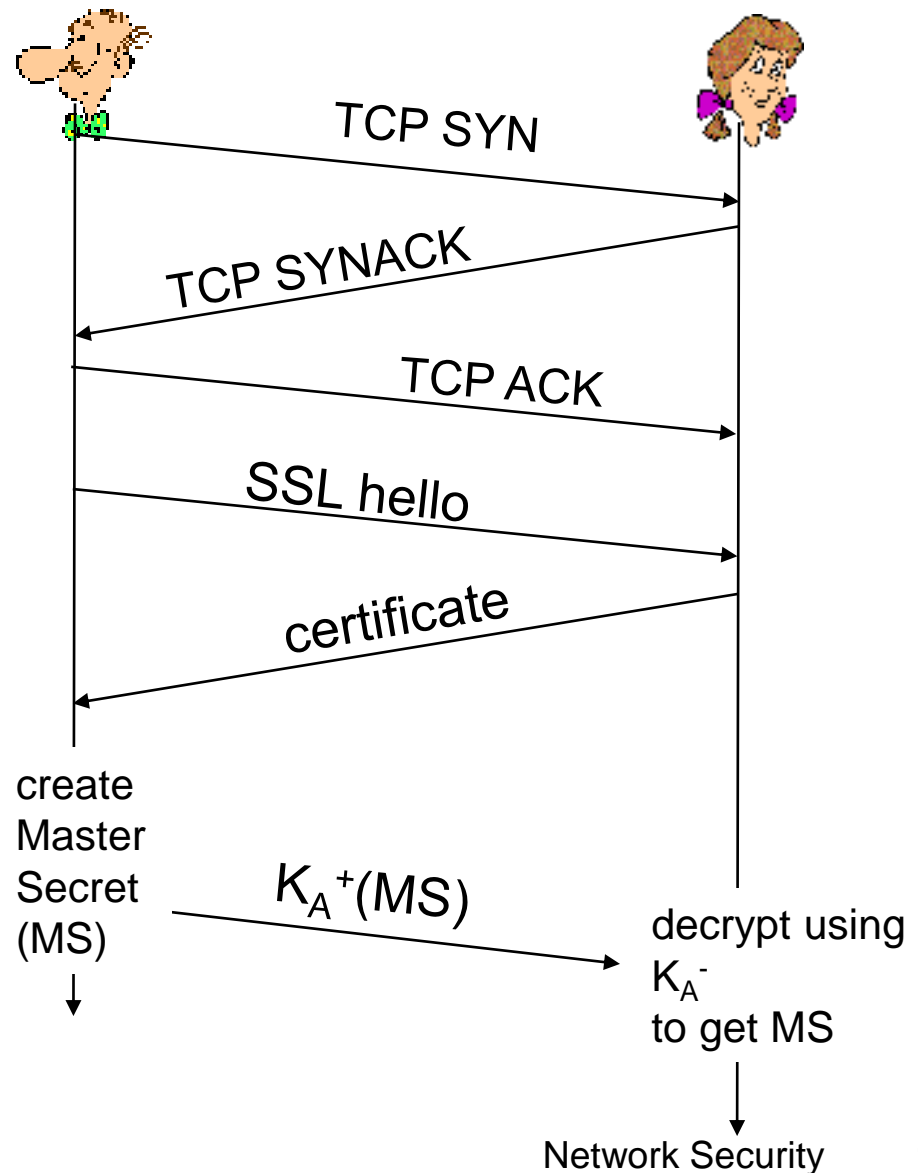 TCP SYN
TCP SYNACK
TCP ACK
SSL hello
certificate
create
Master
Secret
(MS)
K_A^+(MS)
decrypt using
K_A^-
to get MS
Network Security